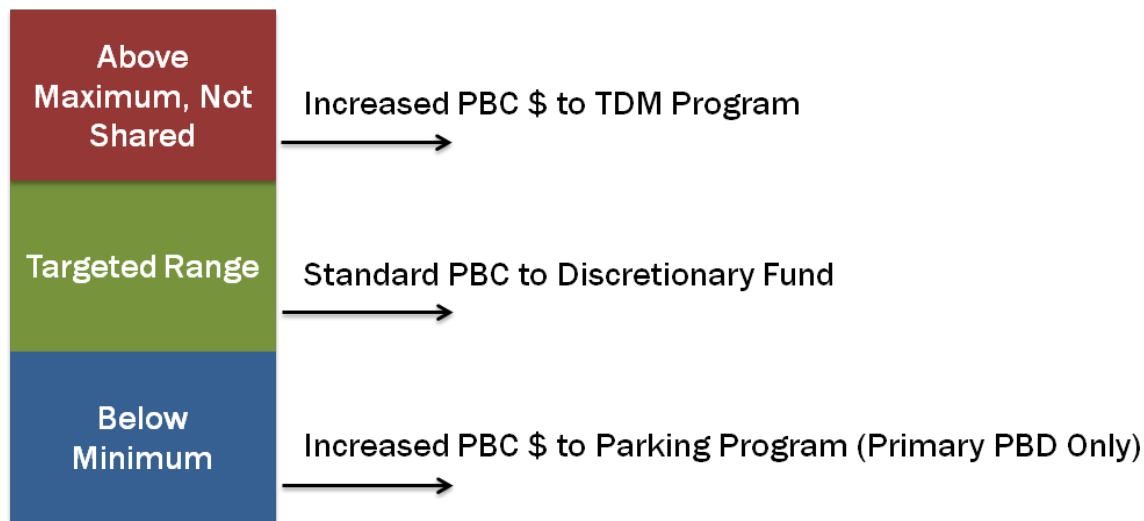 Above
Maximum, Not
Shared
Increased PBC $ to TDM Program
Targeted Range
Standard PBC to Discretionary Fund
Below
Minimum
Increased PBC $ to Parking Program (Primary PBD Only)